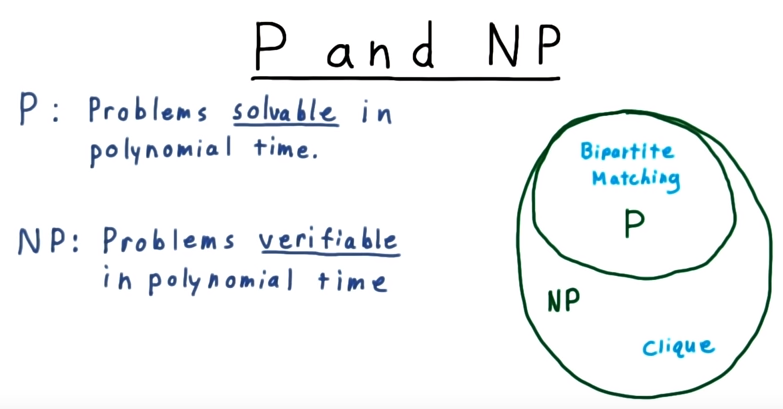 P and NP
P: Problems solvable in
polynomial time.
NP: Problems verifiable
in polynomial time
Bipartite
Matching
P
NP
Clique